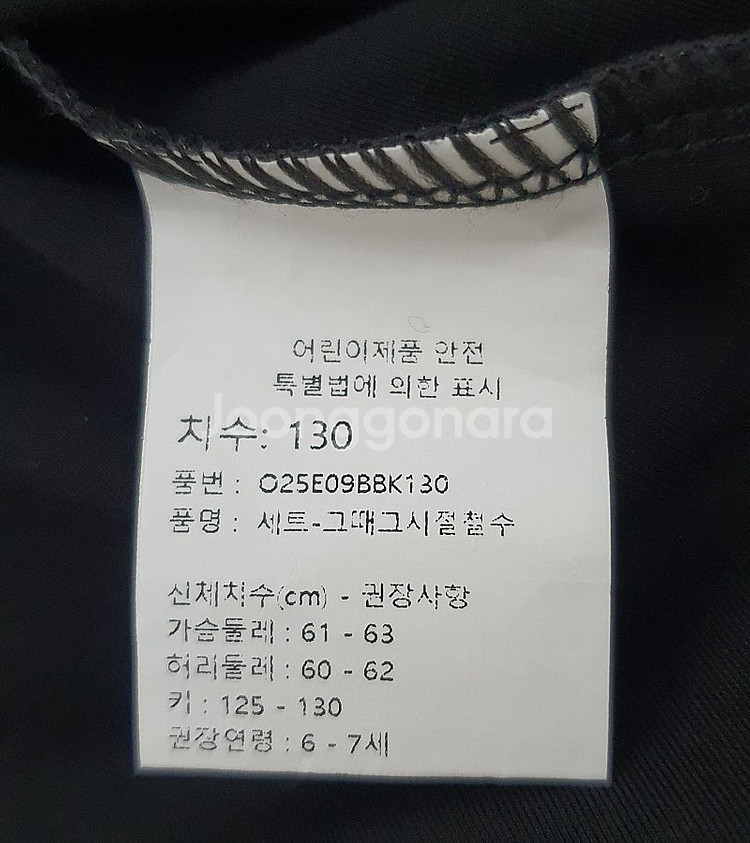 어린이제품 안전
특별법에 의한 표시
Joonggonara
치수: 130
품번 : O25E09BBK130
품명 : 세트-그때그시절철수
신체치수(cm) - 권장사항
가슴둘레 : 61 - 63
허리둘레 : 60 - 62
키 : 125 - 130
권장연령 : 6 - 7세